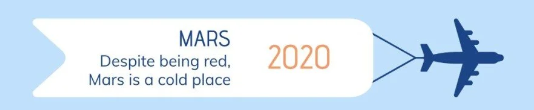 MARS
Despite being red,
Mars is a cold place
2020